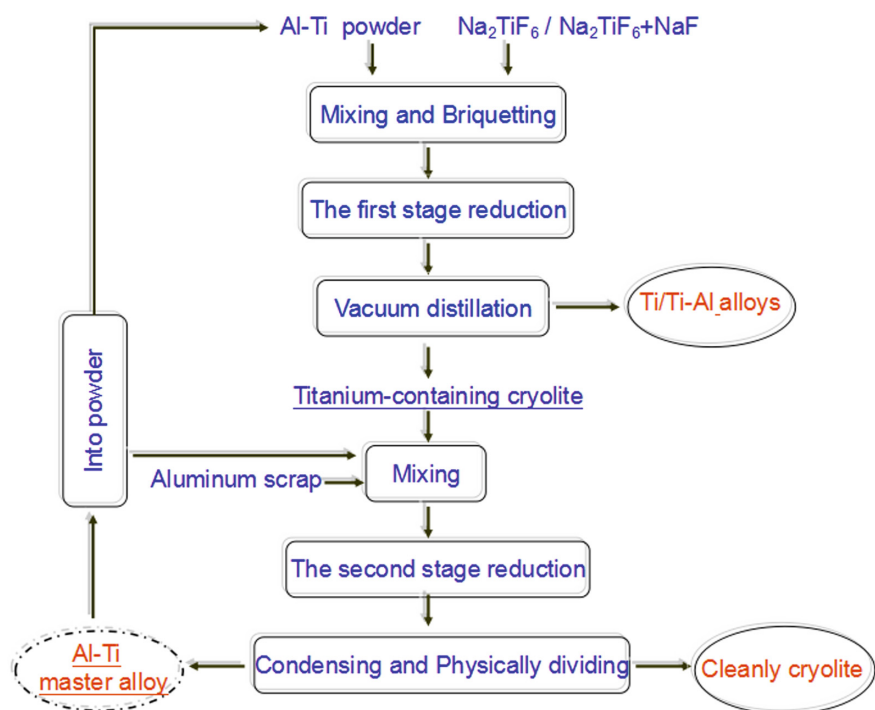 Al-Ti powder
Na₂TiF₆ / Na₂TiF₆+NaF
Mixing and Briquetting
The first stage reduction
Vacuum distillation
Ti/Ti-Al alloys
Titanium-containing cryolite
Into powder
Aluminum scrap
Mixing
The second stage reduction
Al-Ti
master alloy
Condensing and Physically dividing
Cleanly cryolite